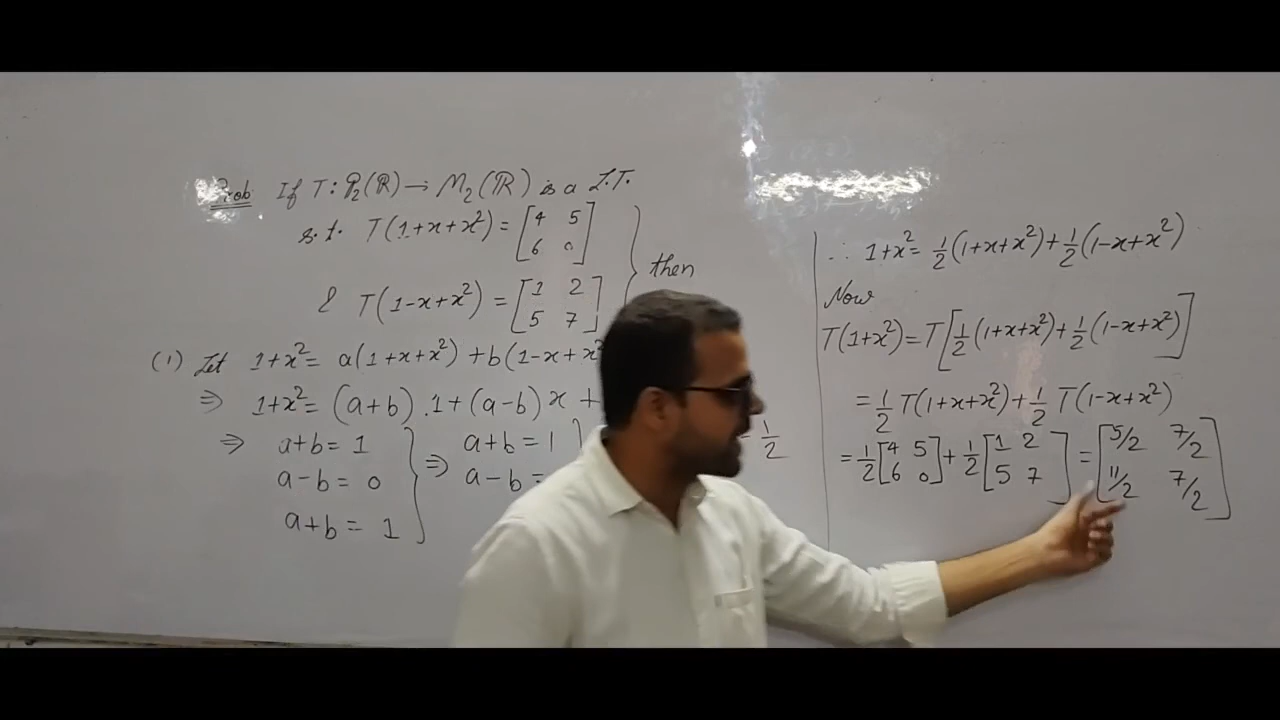 Prob If T: P₂(R) → M₂(R) is a L.T.
s.t. T(1+x+x²) = [4 5
6 0]
& T(1-x+x²) = [1 2
5 7] } then
(1) Let 1+x² = a(1+x+x²) + b(1-x+x²
⇒ 1+x² = (a+b).1 + (a-b)x +
⇒ a+b = 1
a-b = 0
a+b = 1
} ⇒ a+b = 1
a-b =
1/2
∴ 1+x² = 1/2(1+x+x²) + 1/2(1-x+x²)
Now
T(1+x²) = T[1/2(1+x+x²) + 1/2(1-x+x²)]
= 1/2 T(1+x+x²) + 1/2 T(1-x+x²)
= 1/2[4 5
6 0] + 1/2[1 2
5 7] = [5/2 7/2
11/2 7/2]